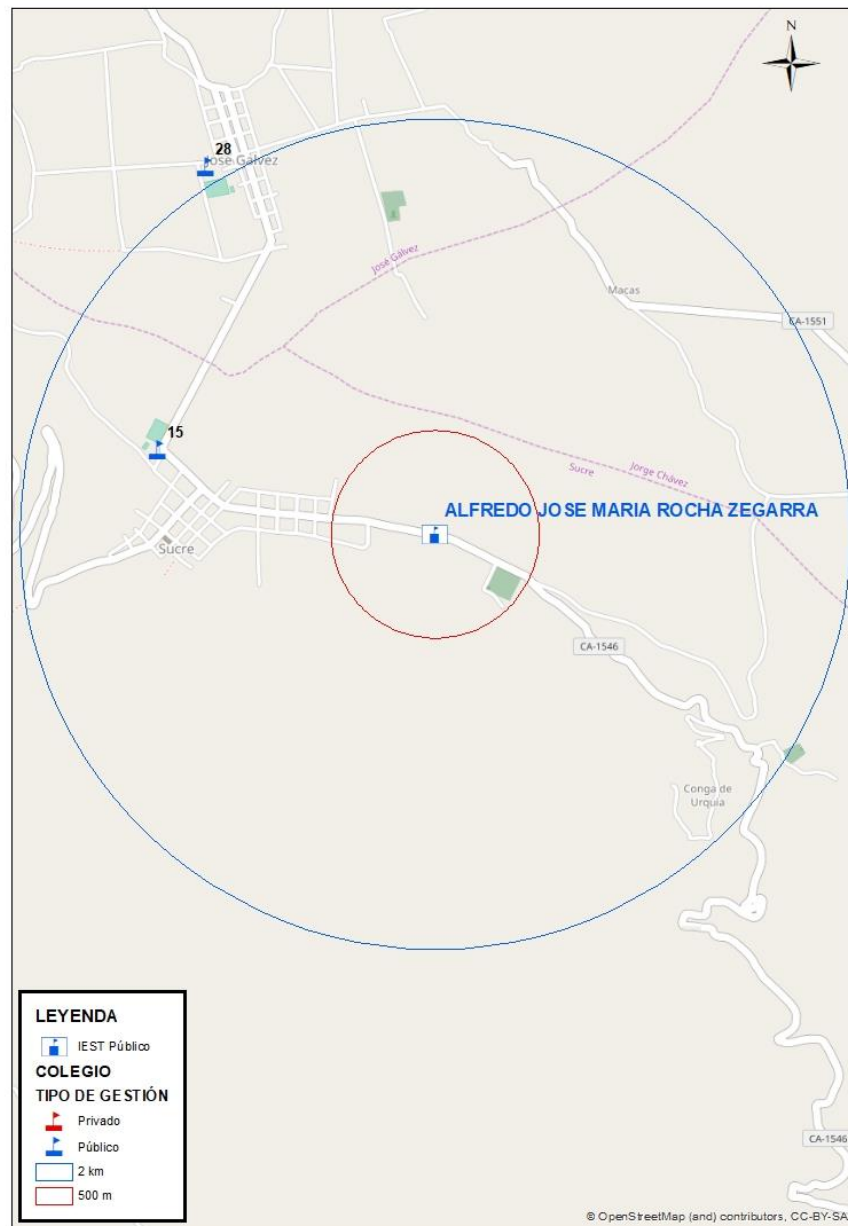 N
28
José Gálvez
José Gálvez
Macas
CA-1551
15
Sucre
Jorge Chávez
ALFREDO JOSE MARIA ROCHA ZEGARRA
Sucre
CA-1546
Conga de
Urquia
LEYENDA
IEST Público
COLEGIO
TIPO DE GESTIÓN
Privado
Público
2 km
500 m
CA-1546
© OpenStreetMap (and) contributors, CC-BY-SA